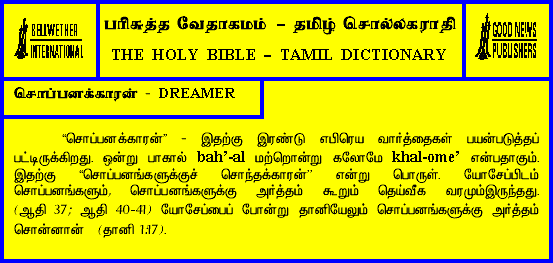 BELLWETHER
INTERNATIONAL
பரிசுத்த வேதாகமம் – தமிழ் சொல்லகராதி
THE HOLY BIBLE – TAMIL DICTIONARY
GOOD NEWS
PUBLISHERS
சொப்பனக்காரன் - DREAMER
“சொப்பனக்காரன்” - இதற்கு இரண்டு எபிரெய வார்த்தைகள் பயன்படுத்தப்
பட்டிருக்கிறது. ஒன்று பாகால் bah’-al மற்றொன்று கலோமே khal-ome’ என்பதாகும்.
இதற்கு “சொப்பனங்களுக்குச் சொந்தக்காரன்” என்று பொருள். யோசேப்பிடம்
சொப்பனங்களும், சொப்பனங்களுக்கு அர்த்தம் கூறும் தெய்வீக வரமும்இருந்தது.
(ஆதி 37; ஆதி 40-41) யோசேப்பைப் போன்று தானியேலும் சொப்பனங்களுக்கு அர்த்தம்
சொன்னான் (தானி 1:17).